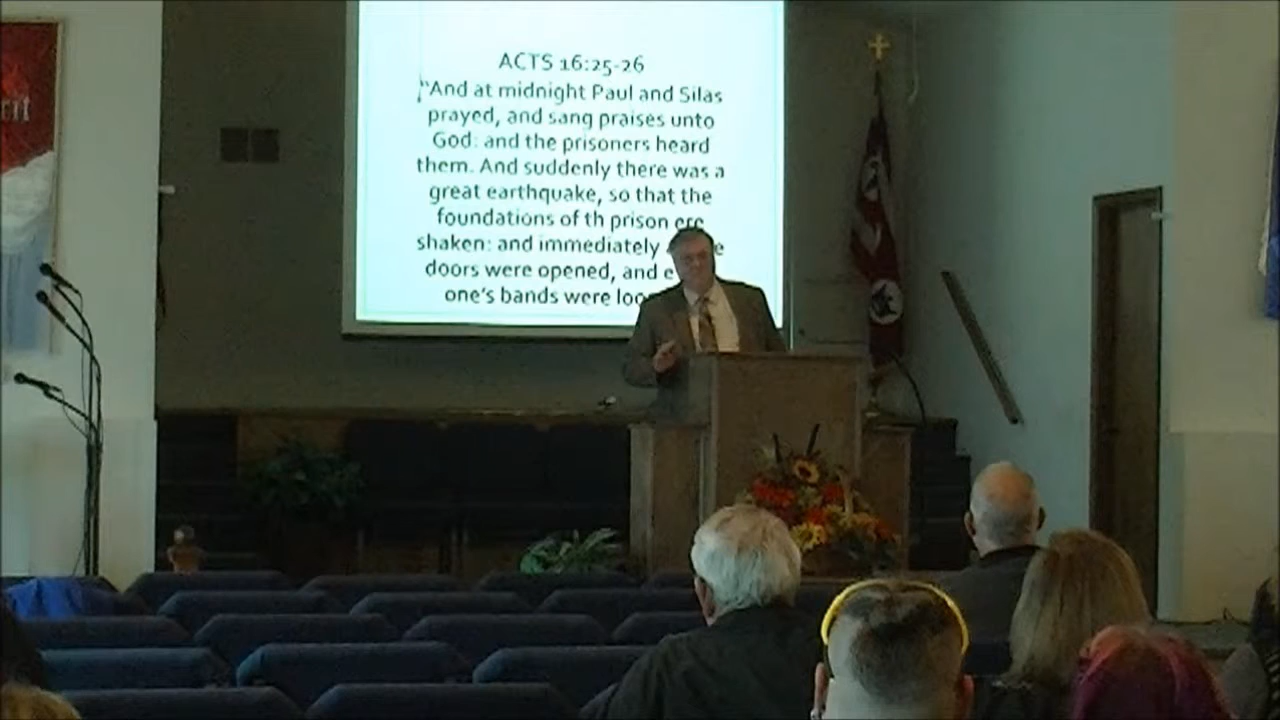 ACTS 16:25-26
"And at midnight Paul and Silas
prayed, and sang praises unto
God: and the prisoners heard
them. And suddenly there was a
great earthquake, so that the
foundations of th prison ere
shaken: and immediately e
doors were opened, and e
one's bands were loo